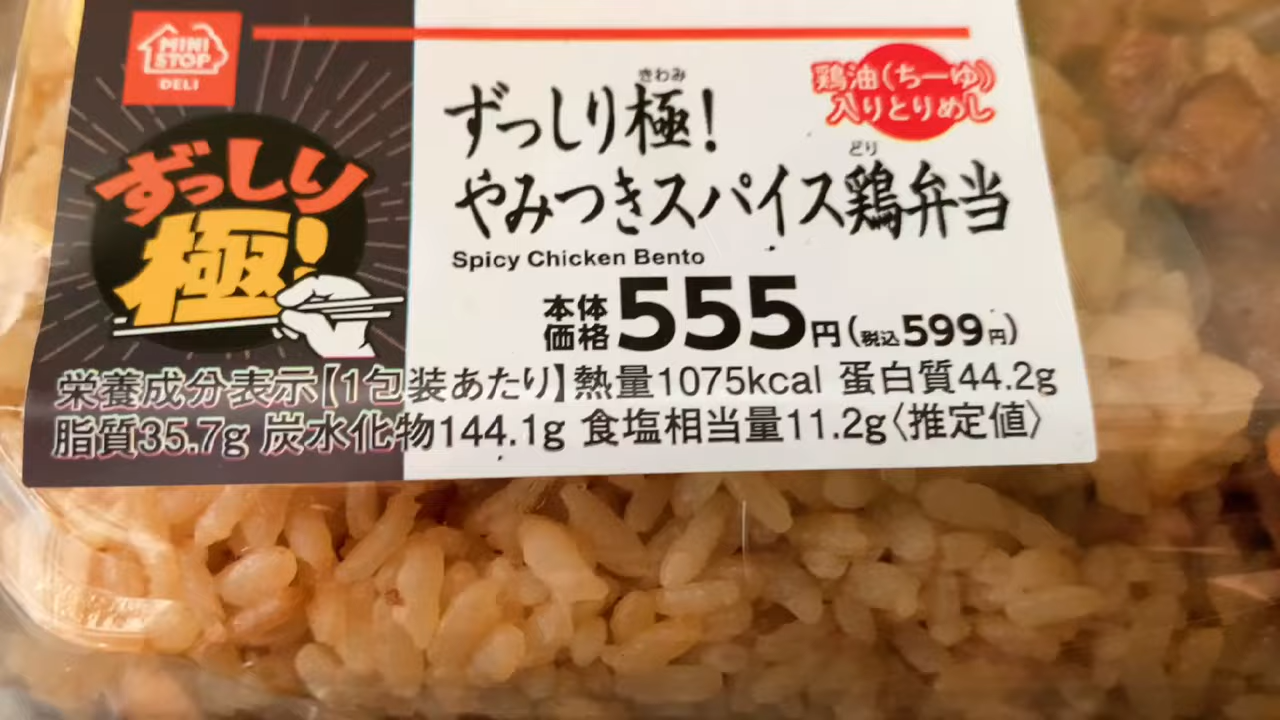 MINI
STOP
DELI
ずっしり
極!
きわみ
ずっしり極!
鶏油(ちーゆ)
入りとりめし
どり
やみつきスパイス鶏弁当
Spicy Chicken Bento
本体
価格555円(税込599円)
栄養成分表示【1包装あたり】熱量1075kcal 蛋白質44.2g
脂質35.7g 炭水化物144.1g 食塩相当量11.2g〈推定値〉